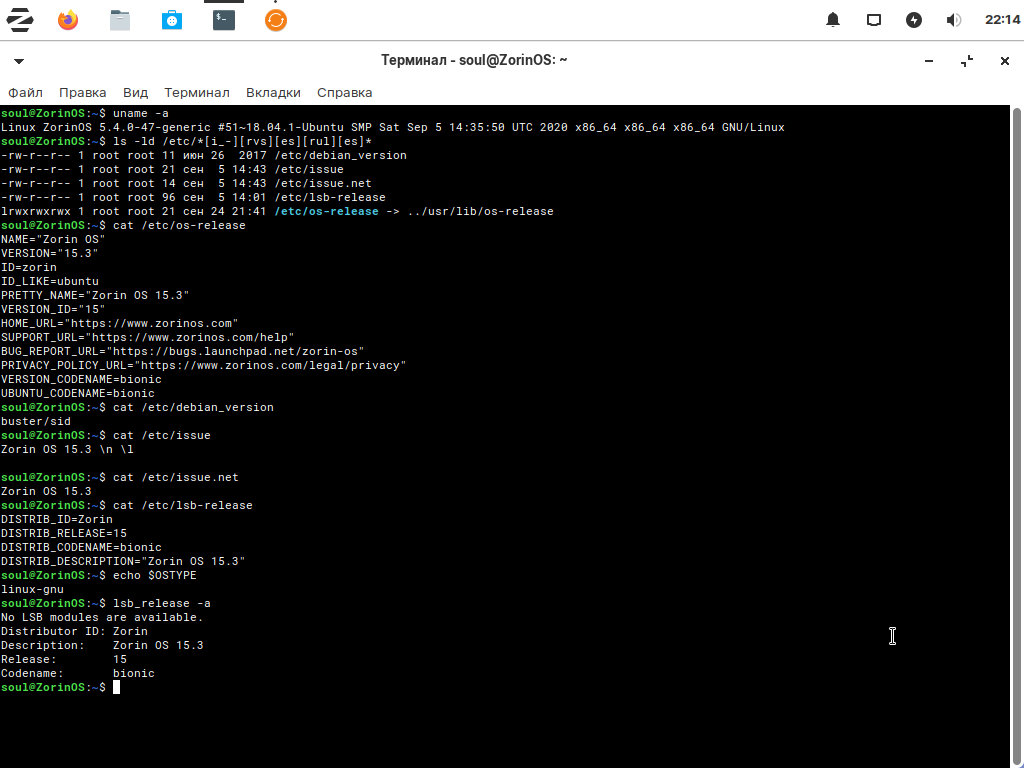 22:14
Терминал - soul@ZorinOS: ~
Файл Правка Вид Терминал Вкладки Справка
soul@ZorinOS:~$ uname -a
Linux ZorinOS 5.4.0-47-generic #51~18.04.1-Ubuntu SMP Sat Sep 5 14:35:50 UTC 2020 x86_64 x86_64 x86_64 GNU/Linux
soul@ZorinOS:~$ ls -ld /etc/*[i_-][rvs][es][rul][es]*
-rw-r--r-- 1 root root 11 июн 26  2017 /etc/debian_version
-rw-r--r-- 1 root root 21 сен  5 14:43 /etc/issue
-rw-r--r-- 1 root root 14 сен  5 14:43 /etc/issue.net
-rw-r--r-- 1 root root 96 сен  5 14:01 /etc/lsb-release
lrwxrwxrwx 1 root root 21 сен 24 21:41 /etc/os-release -> ../usr/lib/os-release
soul@ZorinOS:~$ cat /etc/os-release
NAME="Zorin OS"
VERSION="15.3"
ID=zorin
ID_LIKE=ubuntu
PRETTY_NAME="Zorin OS 15.3"
VERSION_ID="15"
HOME_URL="https://www.zorinos.com"
SUPPORT_URL="https://www.zorinos.com/help"
BUG_REPORT_URL="https://bugs.launchpad.net/zorin-os"
PRIVACY_POLICY_URL="https://www.zorinos.com/legal/privacy"
VERSION_CODENAME=bionic
UBUNTU_CODENAME=bionic
soul@ZorinOS:~$ cat /etc/debian_version
buster/sid
soul@ZorinOS:~$ cat /etc/issue
Zorin OS 15.3 \n \l
soul@ZorinOS:~$ cat /etc/issue.net
Zorin OS 15.3
soul@ZorinOS:~$ cat /etc/lsb-release
DISTRIB_ID=Zorin
DISTRIB_RELEASE=15
DISTRIB_CODENAME=bionic
DISTRIB_DESCRIPTION="Zorin OS 15.3"
soul@ZorinOS:~$ echo $OSTYPE
linux-gnu
soul@ZorinOS:~$ lsb_release -a
No LSB modules are available.
Distributor ID: Zorin
Description:    Zorin OS 15.3
Release:        15
Codename:       bionic
soul@ZorinOS:~$